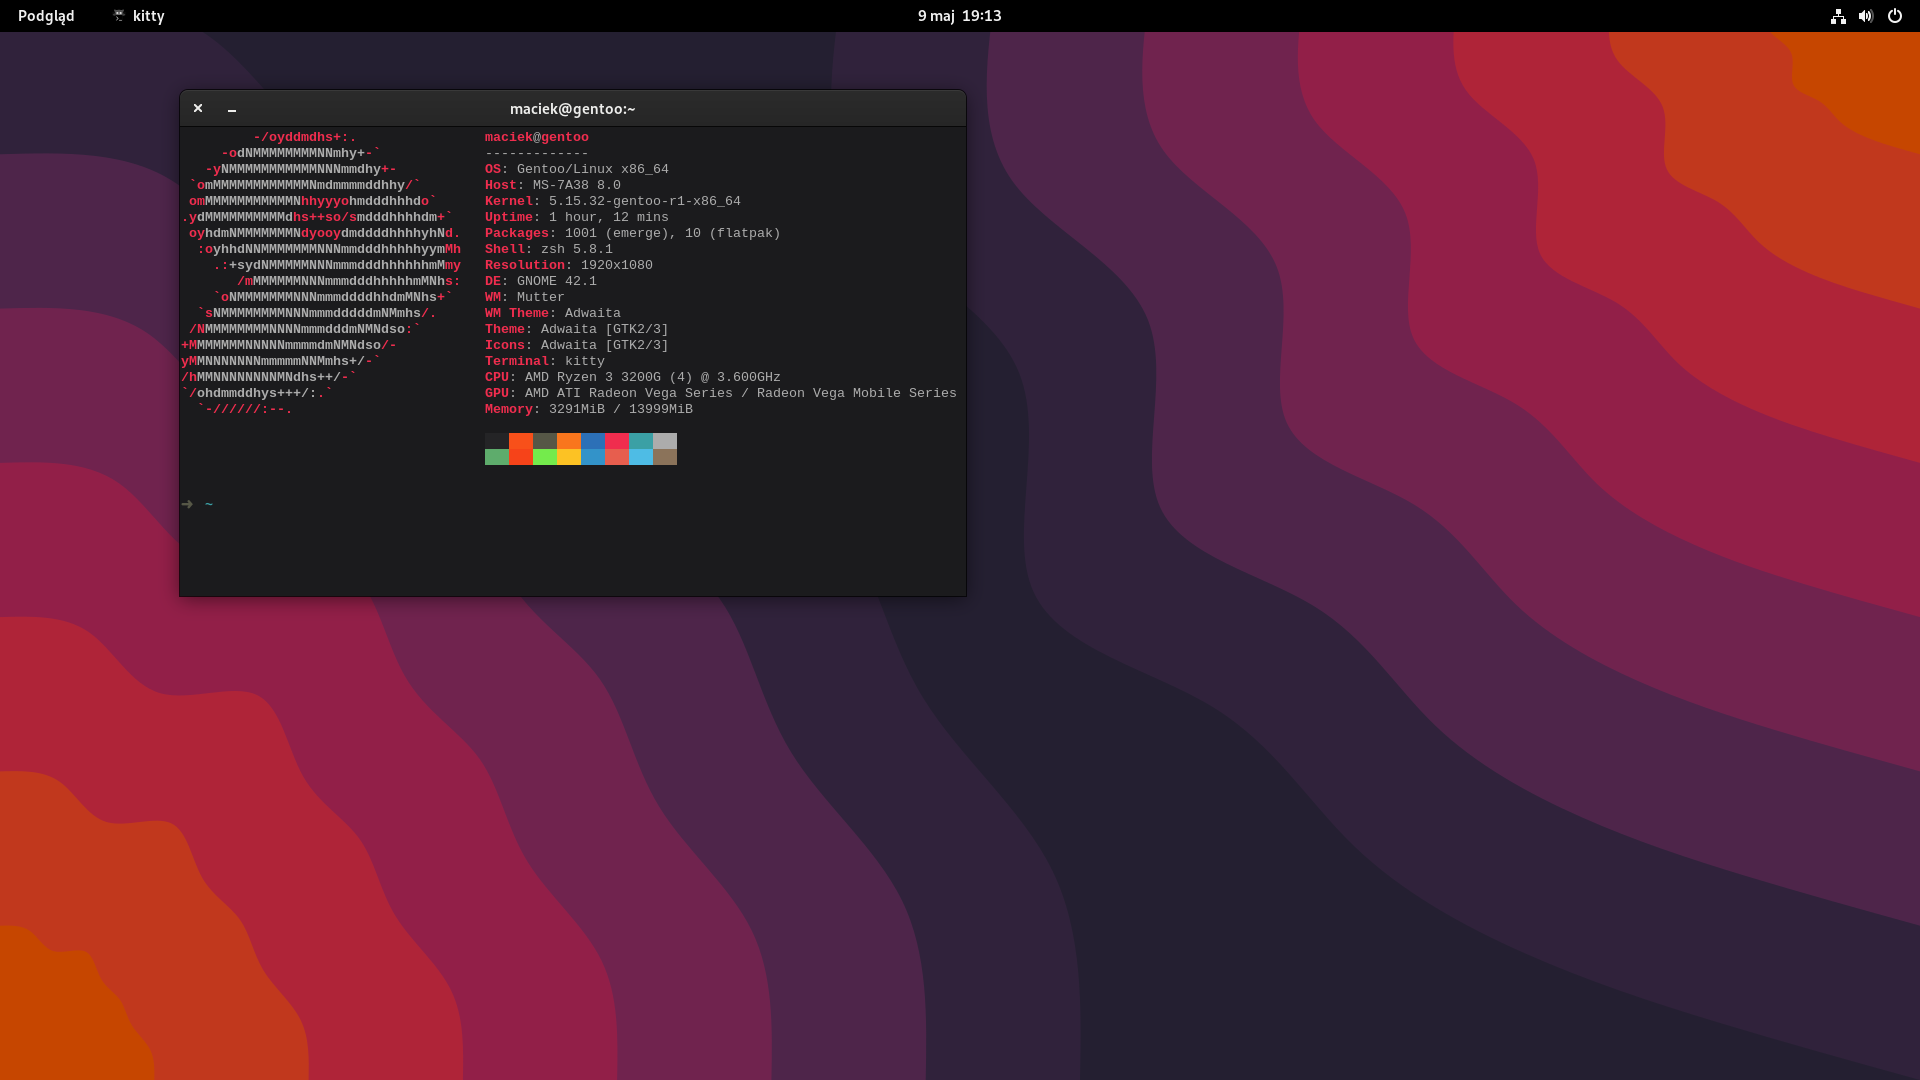 Podgląd kitty 9 maj 19:13
maciek@gentoo:~
-/oyddmdhs+:. maciek@gentoo
-odNMMMMMMMMNNmhy+-` -------------
-yNMMMMMMMMMMMNNNmmdhy+- OS: Gentoo/Linux x86_64
`omMMMMMMMMMMMMNmdmmmmddhhy/` Host: MS-7A38 8.0
omMMMMMMMMMMMNhhyyyohmdddhhhdo` Kernel: 5.15.32-gentoo-r1-x86_64
.ydMMMMMMMMMMdhs++so/smdddhhhhdm+` Uptime: 1 hour, 12 mins
oyhdmNMMMMMMMNdyooydmddddhhhhyhNd. Packages: 1001 (emerge), 10 (flatpak)
:oyhhdNNMMMMMMMNNNmmdddhhhhhyymMh Shell: zsh 5.8.1
.:+sydNMMMMMNNNmmmdddhhhhhhmMmy Resolution: 1920x1080
/mMMMMMMNNNmmmdddhhhhhmMNhs: DE: GNOME 42.1
`oNMMMMMMMNNNmmmddddhhdmMNhs+` WM: Mutter
`sNMMMMMMMMNNNmmmdddddmNMmhs/. WM Theme: Adwaita
/NMMMMMMMMNNNNmmmdddmNMNdso:` Theme: Adwaita [GTK2/3]
+MMMMMMMNNNNNmmmmdmNMNdso/- Icons: Adwaita [GTK2/3]
yMMNNNNNNNmmmmmNNMmhs+/-` Terminal: kitty
/hMMNNNNNNNNMNdhs++/-` CPU: AMD Ryzen 3 3200G (4) @ 3.600GHz
`/ohdmmddhys+++/:.` GPU: AMD ATI Radeon Vega Series / Radeon Vega Mobile Series
`-//////:--. Memory: 3291MiB / 13999MiB
➜ ~